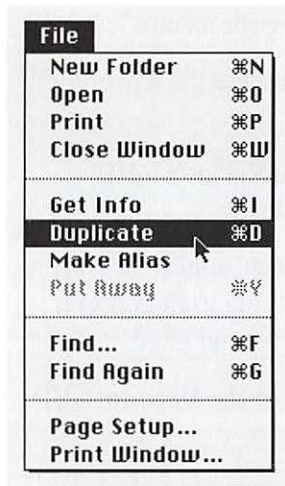 File
New Folder ⌘N
Open ⌘O
Print ⌘P
Close Window ⌘W
Get Info ⌘I
Duplicate ⌘D
Make Alias
Put Away ⌘Y
Find... ⌘F
Find Again ⌘G
Page Setup...
Print Window...